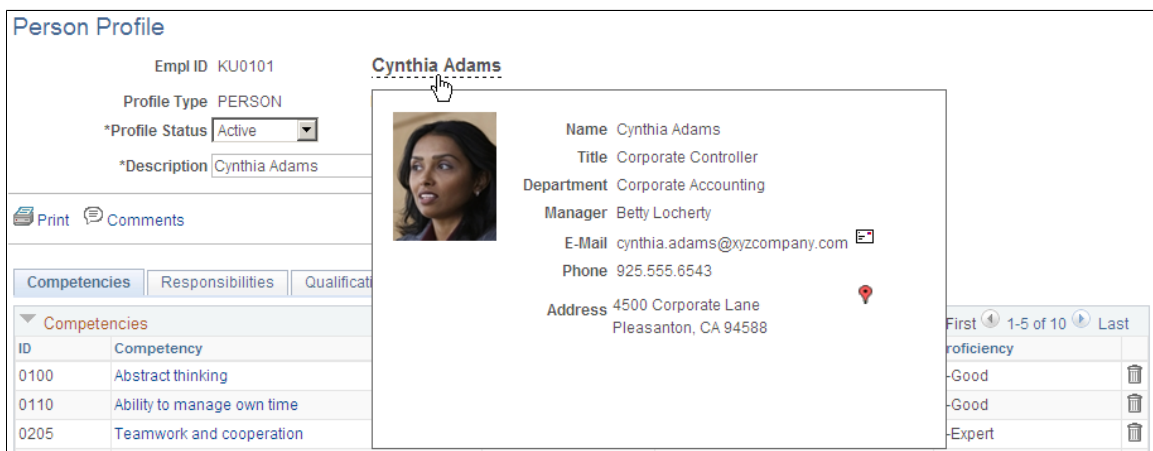 Person Profile
Empl ID KU0101 Cynthia Adams
Profile Type PERSON
*Profile Status Active
*Description Cynthia Adams
Name Cynthia Adams
Title Corporate Controller
Department Corporate Accounting
Manager Betty Locherty
E-Mail cynthia.adams@xyzcompany.com
Phone 925.555.6543
Address 4500 Corporate Lane
Pleasanton, CA 94588
Print Comments
Competencies Responsibilities Qualificati
Competencies First 1-5 of 10 Last
ID Competency roficiency
0100 Abstract thinking -Good
0110 Ability to manage own time -Good
0205 Teamwork and cooperation -Expert